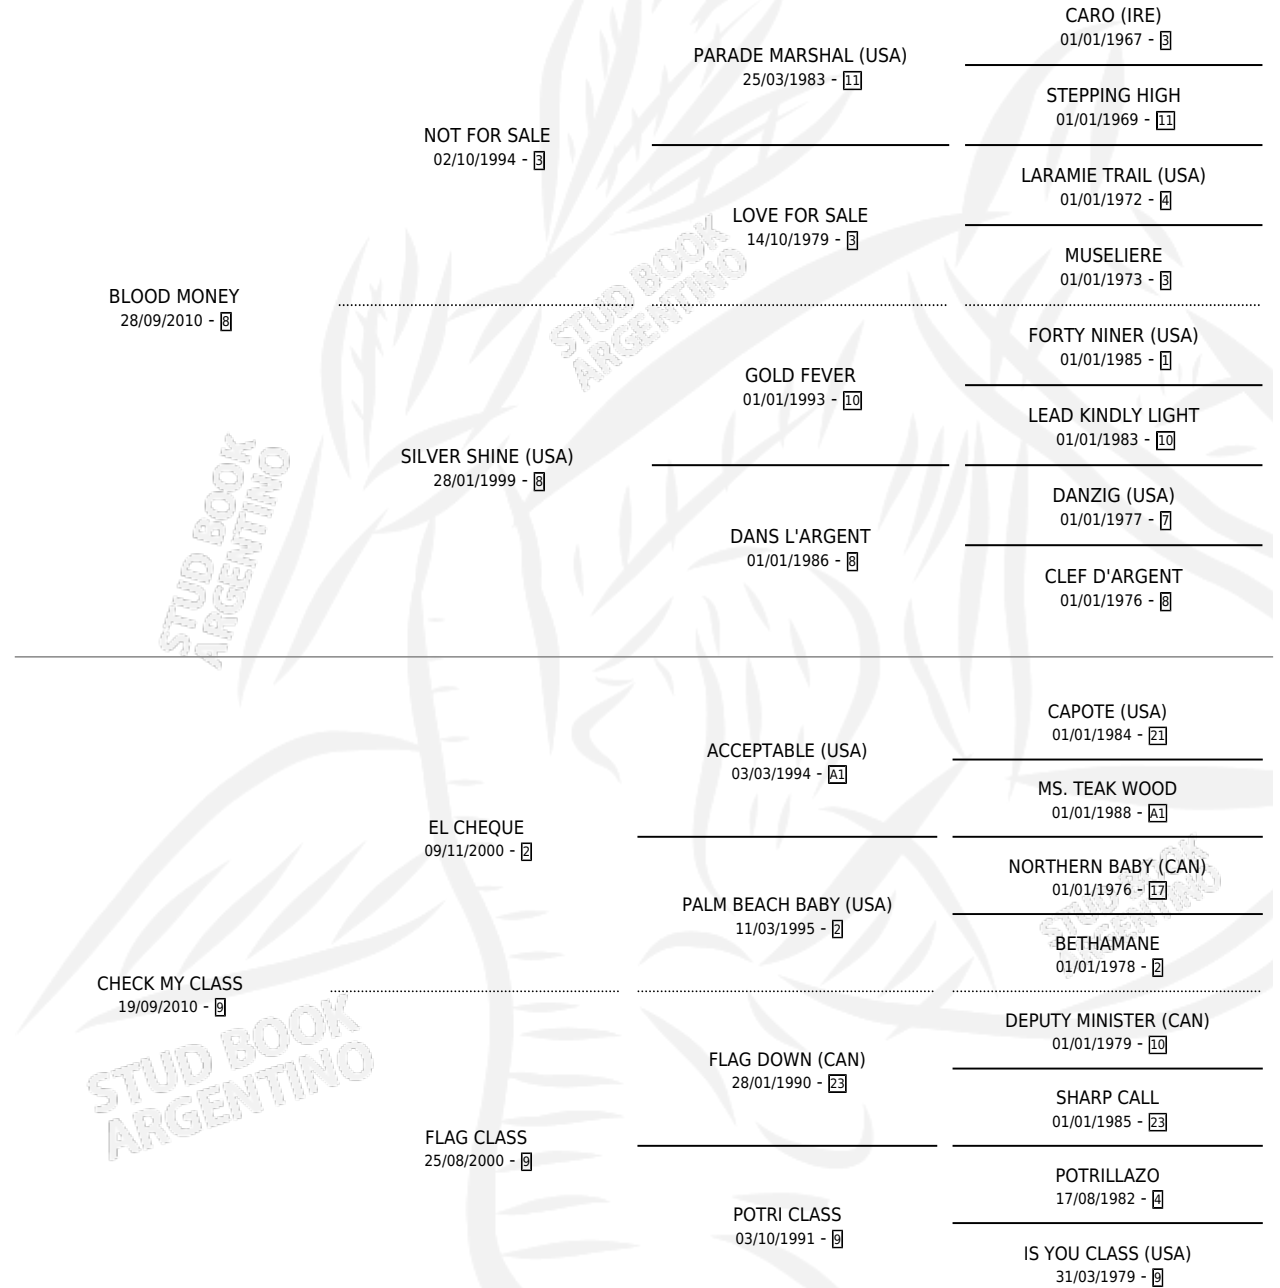 CARO (IRE)
01/01/1967 - 3
PARADE MARSHAL (USA)
25/03/1983 - 11
STEPPING HIGH
01/01/1969 - 11
NOT FOR SALE
02/10/1994 - 3
LARAMIE TRAIL (USA)
01/01/1972 - 4
LOVE FOR SALE
14/10/1979 - 3
MUSELIERE
01/01/1973 - 3
BLOOD MONEY
28/09/2010 - 8
STUD BOOK
ARGENTINO
FORTY NINER (USA)
01/01/1985 - 1
GOLD FEVER
01/01/1993 - 10
LEAD KINDLY LIGHT
01/01/1983 - 10
SILVER SHINE (USA)
28/01/1999 - 8
DANZIG (USA)
01/01/1977 - 7
DANS L'ARGENT
01/01/1986 - 8
CLEF D'ARGENT
01/01/1976 - 8
STUD BOOK
ARGENTINO
CAPOTE (USA)
01/01/1984 - 21
ACCEPTABLE (USA)
03/03/1994 - A1
MS. TEAK WOOD
01/01/1988 - A1
EL CHEQUE
09/11/2000 - 2
NORTHERN BABY (CAN)
01/01/1976 - 17
PALM BEACH BABY (USA)
11/03/1995 - 2
STUD BOOK
ARGENTINO
BETHAMANE
01/01/1978 - 2
CHECK MY CLASS
19/09/2010 - 9
STUD BOOK
ARGENTINO
DEPUTY MINISTER (CAN)
01/01/1979 - 10
FLAG DOWN (CAN)
28/01/1990 - 23
SHARP CALL
01/01/1985 - 23
FLAG CLASS
25/08/2000 - 9
POTRILLAZO
17/08/1982 - 4
POTRI CLASS
03/10/1991 - 9
IS YOU CLASS (USA)
31/03/1979 - 9